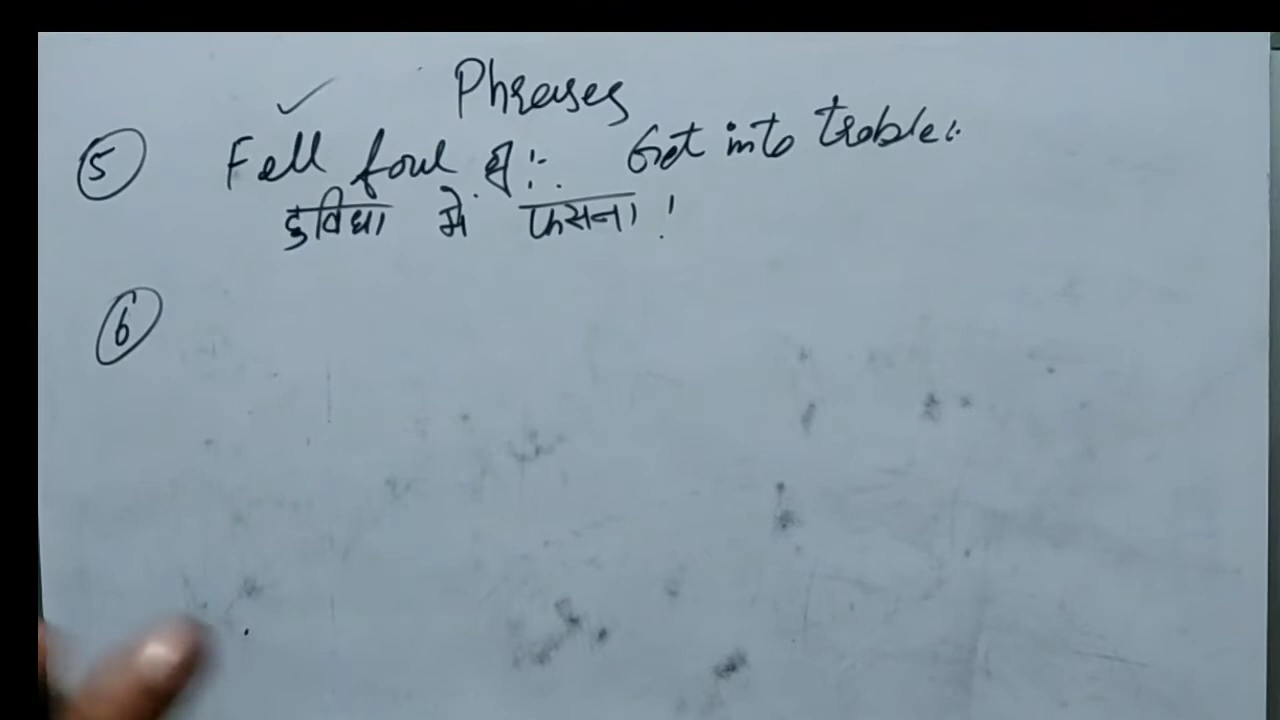 Phrases
⑤ Fell foul of :- Get into troble.
दुविधा में फसना !
⑥